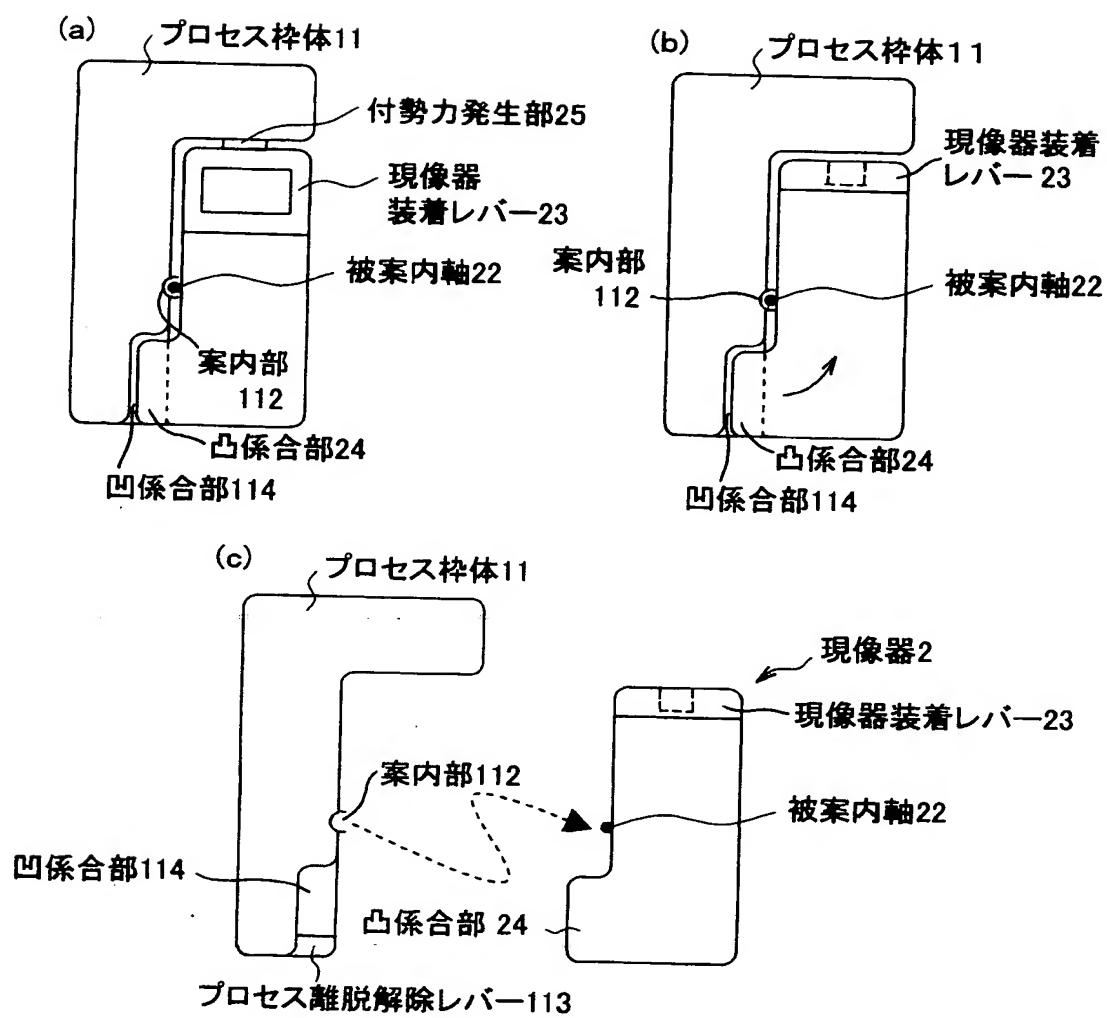 (a)
プロセス枠体11
付勢力発生部25
現像器
装着レバー23
被案内軸22
案内部
112
凸係合部24
凹係合部114
(b)
プロセス枠体11
現像器装着
レバー23
案内部
112
被案内軸22
凸係合部24
凹係合部114
(c)
プロセス枠体11
現像器2
現像器装着レバー23
案内部112
被案内軸22
凹係合部114
凸係合部 24
プロセス離脱解除レバー113